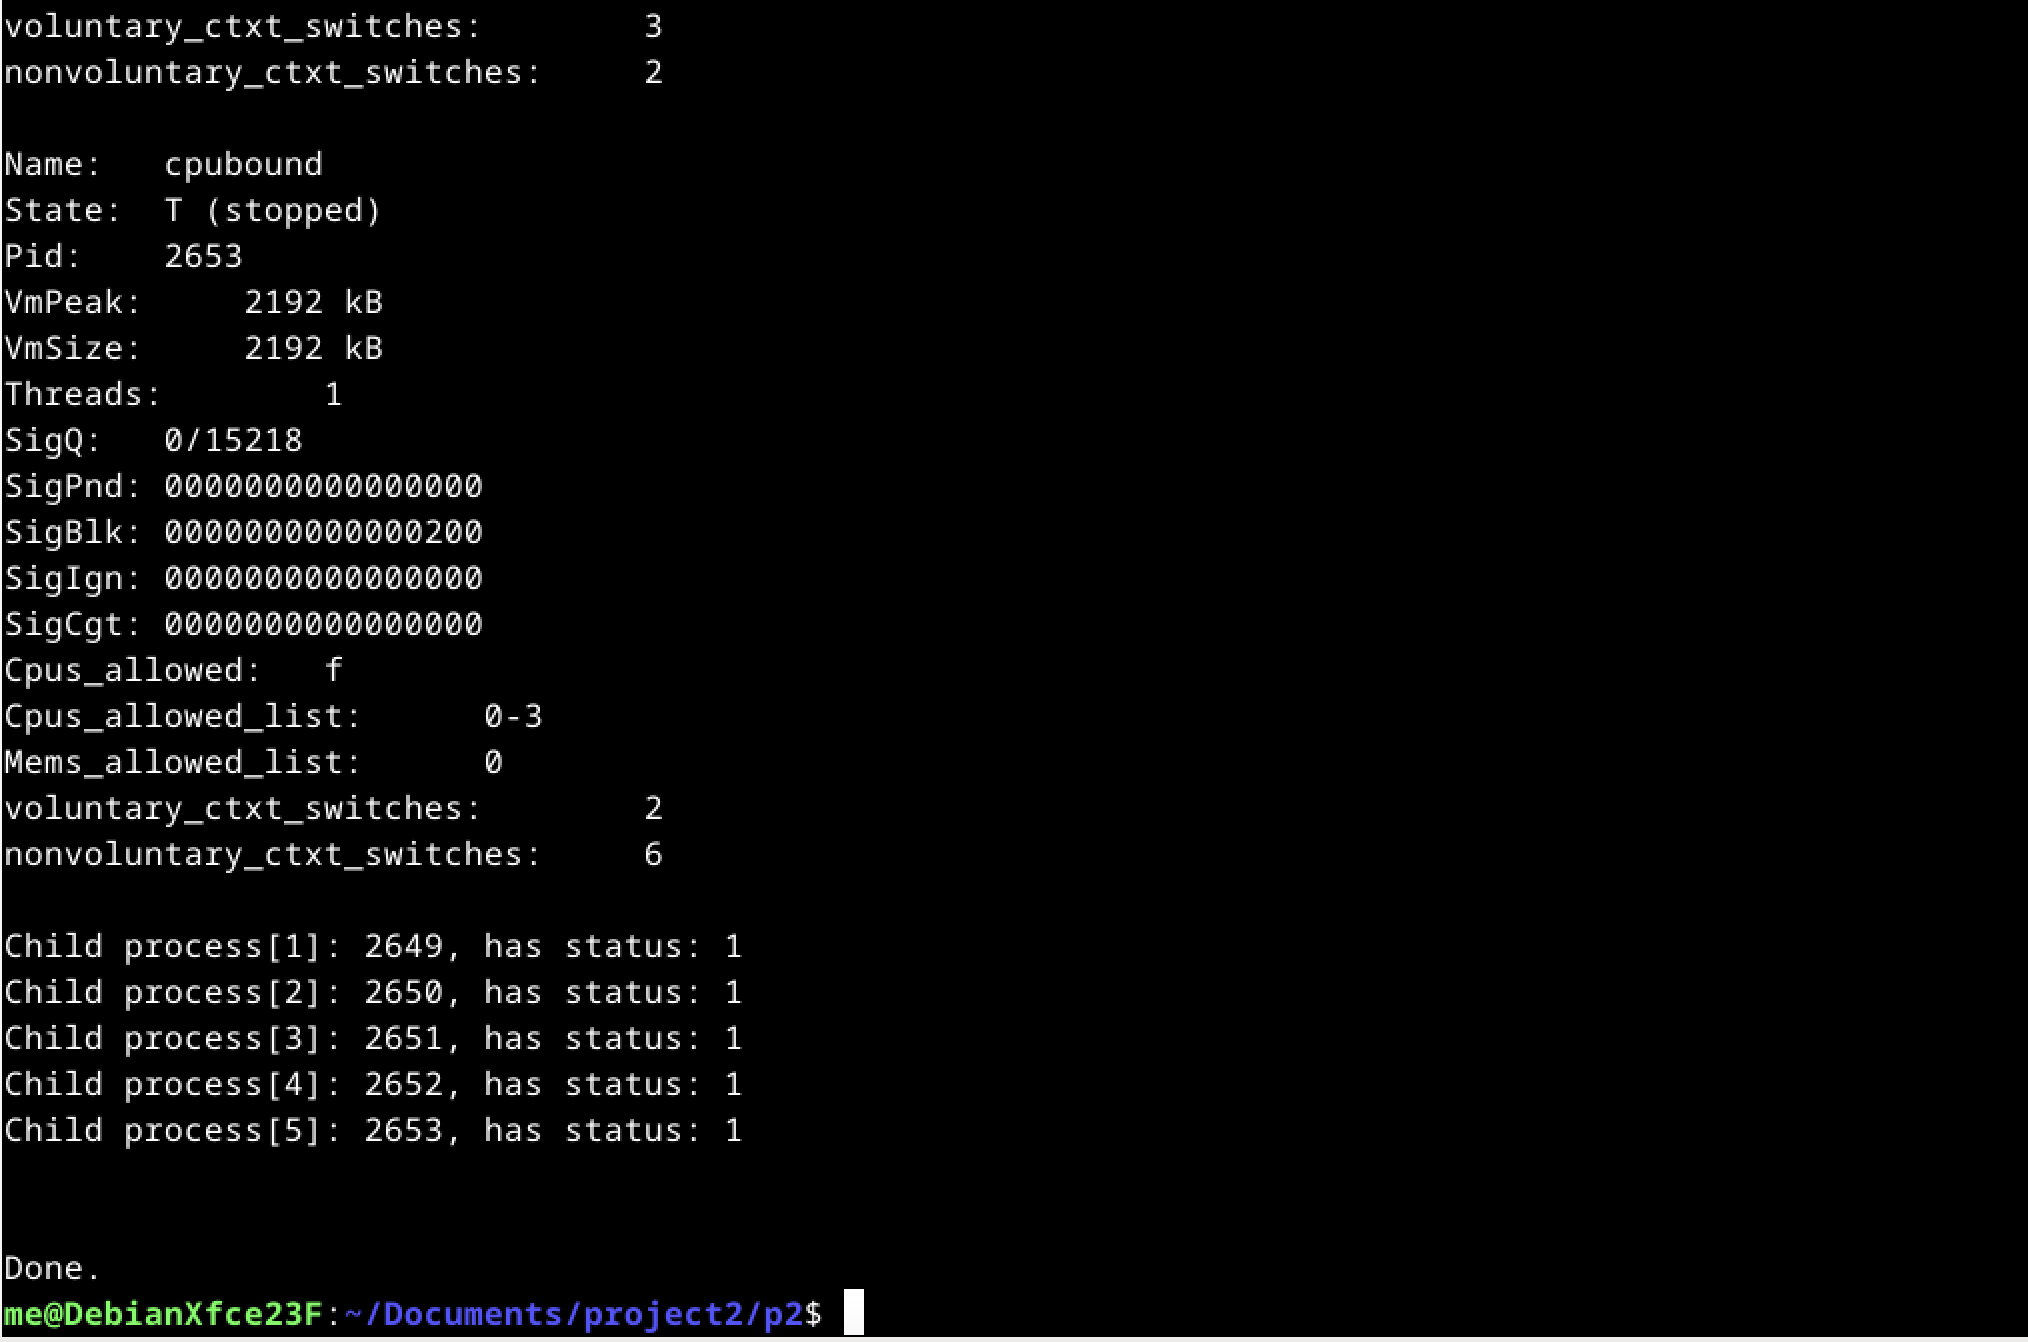 voluntary_ctxt_switches:        3
nonvoluntary_ctxt_switches:     2

Name:   cpubound
State:  T (stopped)
Pid:    2653
VmPeak:     2192 kB
VmSize:     2192 kB
Threads:        1
SigQ:   0/15218
SigPnd: 0000000000000000
SigBlk: 0000000000000200
SigIgn: 0000000000000000
SigCgt: 0000000000000000
Cpus_allowed:   f
Cpus_allowed_list:      0-3
Mems_allowed_list:      0
voluntary_ctxt_switches:        2
nonvoluntary_ctxt_switches:     6

Child process[1]: 2649, has status: 1
Child process[2]: 2650, has status: 1
Child process[3]: 2651, has status: 1
Child process[4]: 2652, has status: 1
Child process[5]: 2653, has status: 1

Done.
me@DebianXfce23F:~/Documents/project2/p2$